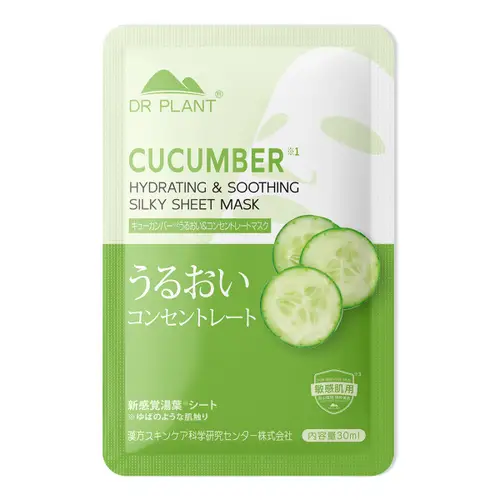 DR PLANT®
CUCUMBER※1
HYDRATING & SOOTHING
SILKY SHEET MASK
キューカンバー※1うるおい&コンセントレートマスク
うるおい
コンセントレート
※1
敏感肌用
新感覚湯葉※シート
※ゆばのような肌触り
漢方スキンケア科学研究センター株式会社
内容量30ml